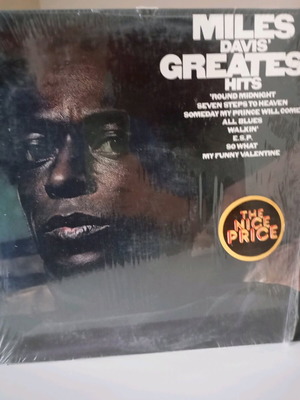 MILES
DAVIS'
GREATES
HITS
'ROUND MIDNIGHT
SEVEN STEPS TO HEAVEN
SOMEDAY MY PRINCE WILL COME
ALL BLUES
WALKIN'
E.S.P.
SO WHAT
MY FUNNY VALENTINE
THE
NICE
PRICE